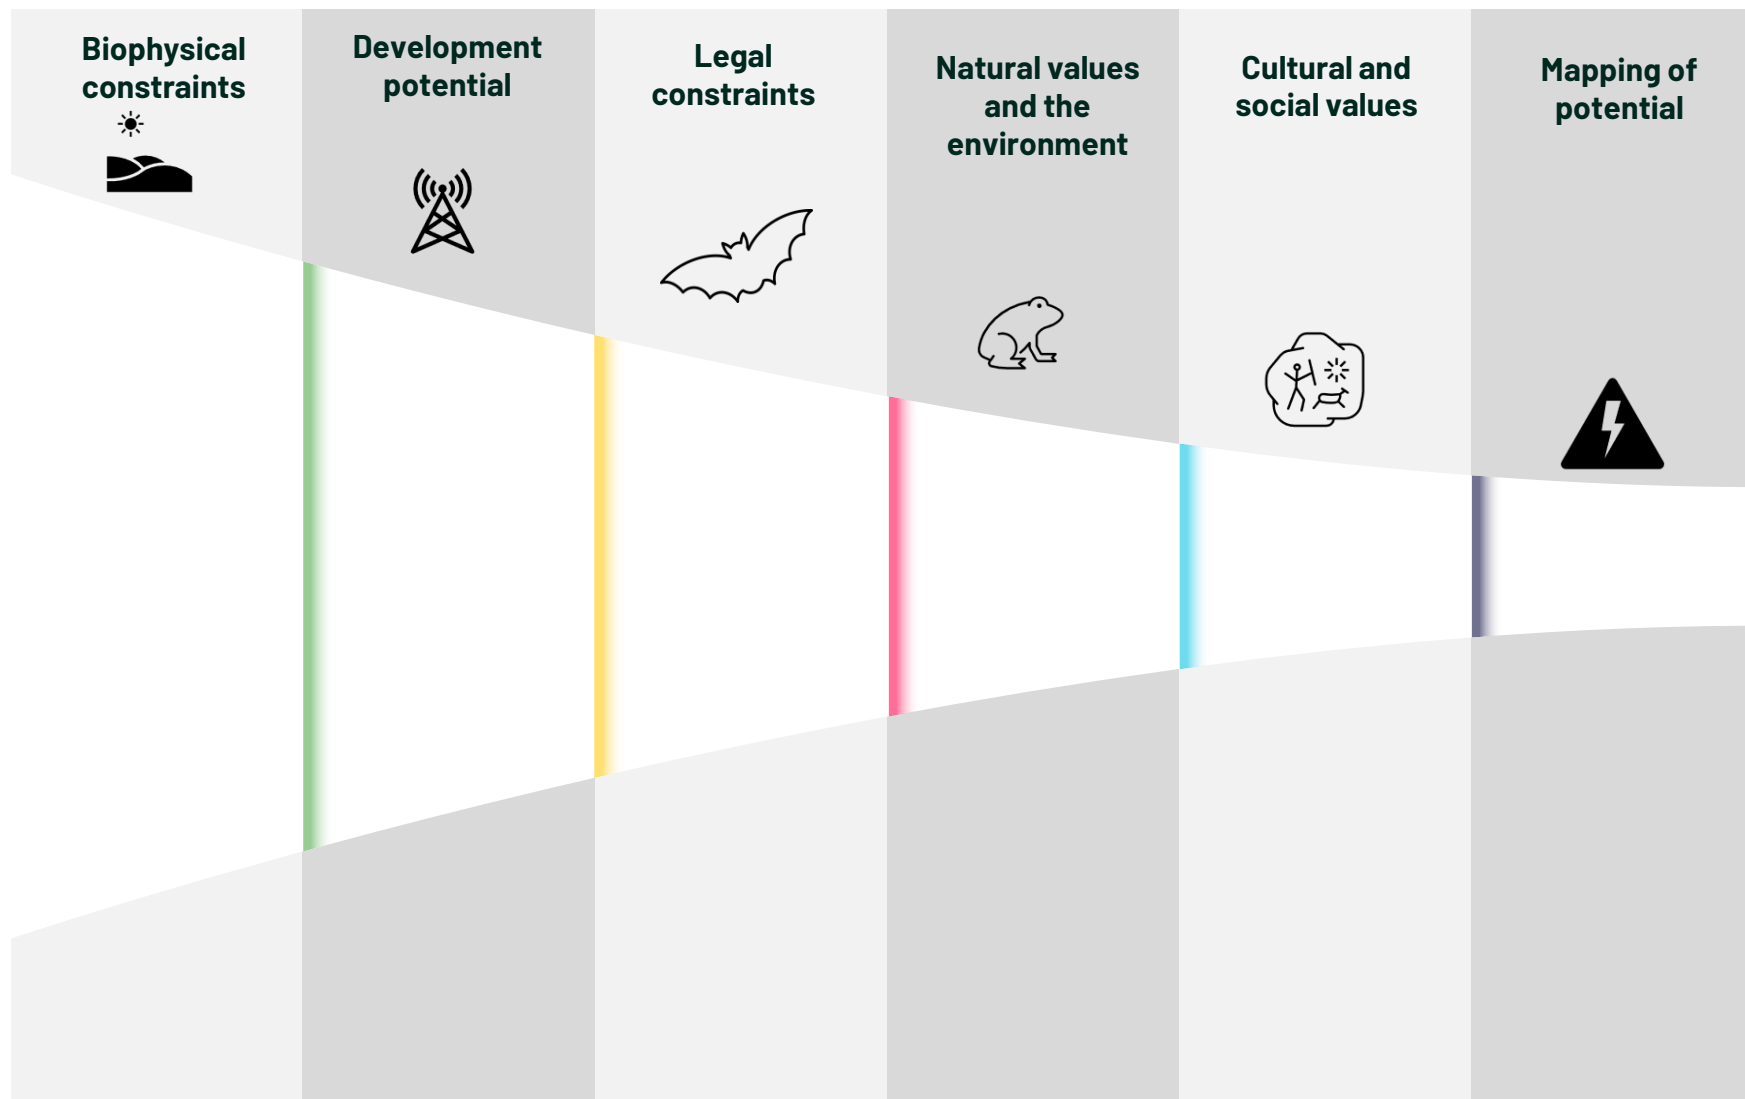 Biophysical
constraints
Development
potential
Legal
constraints
Natural values
and the
environment
Cultural and
social values
Mapping of
potential